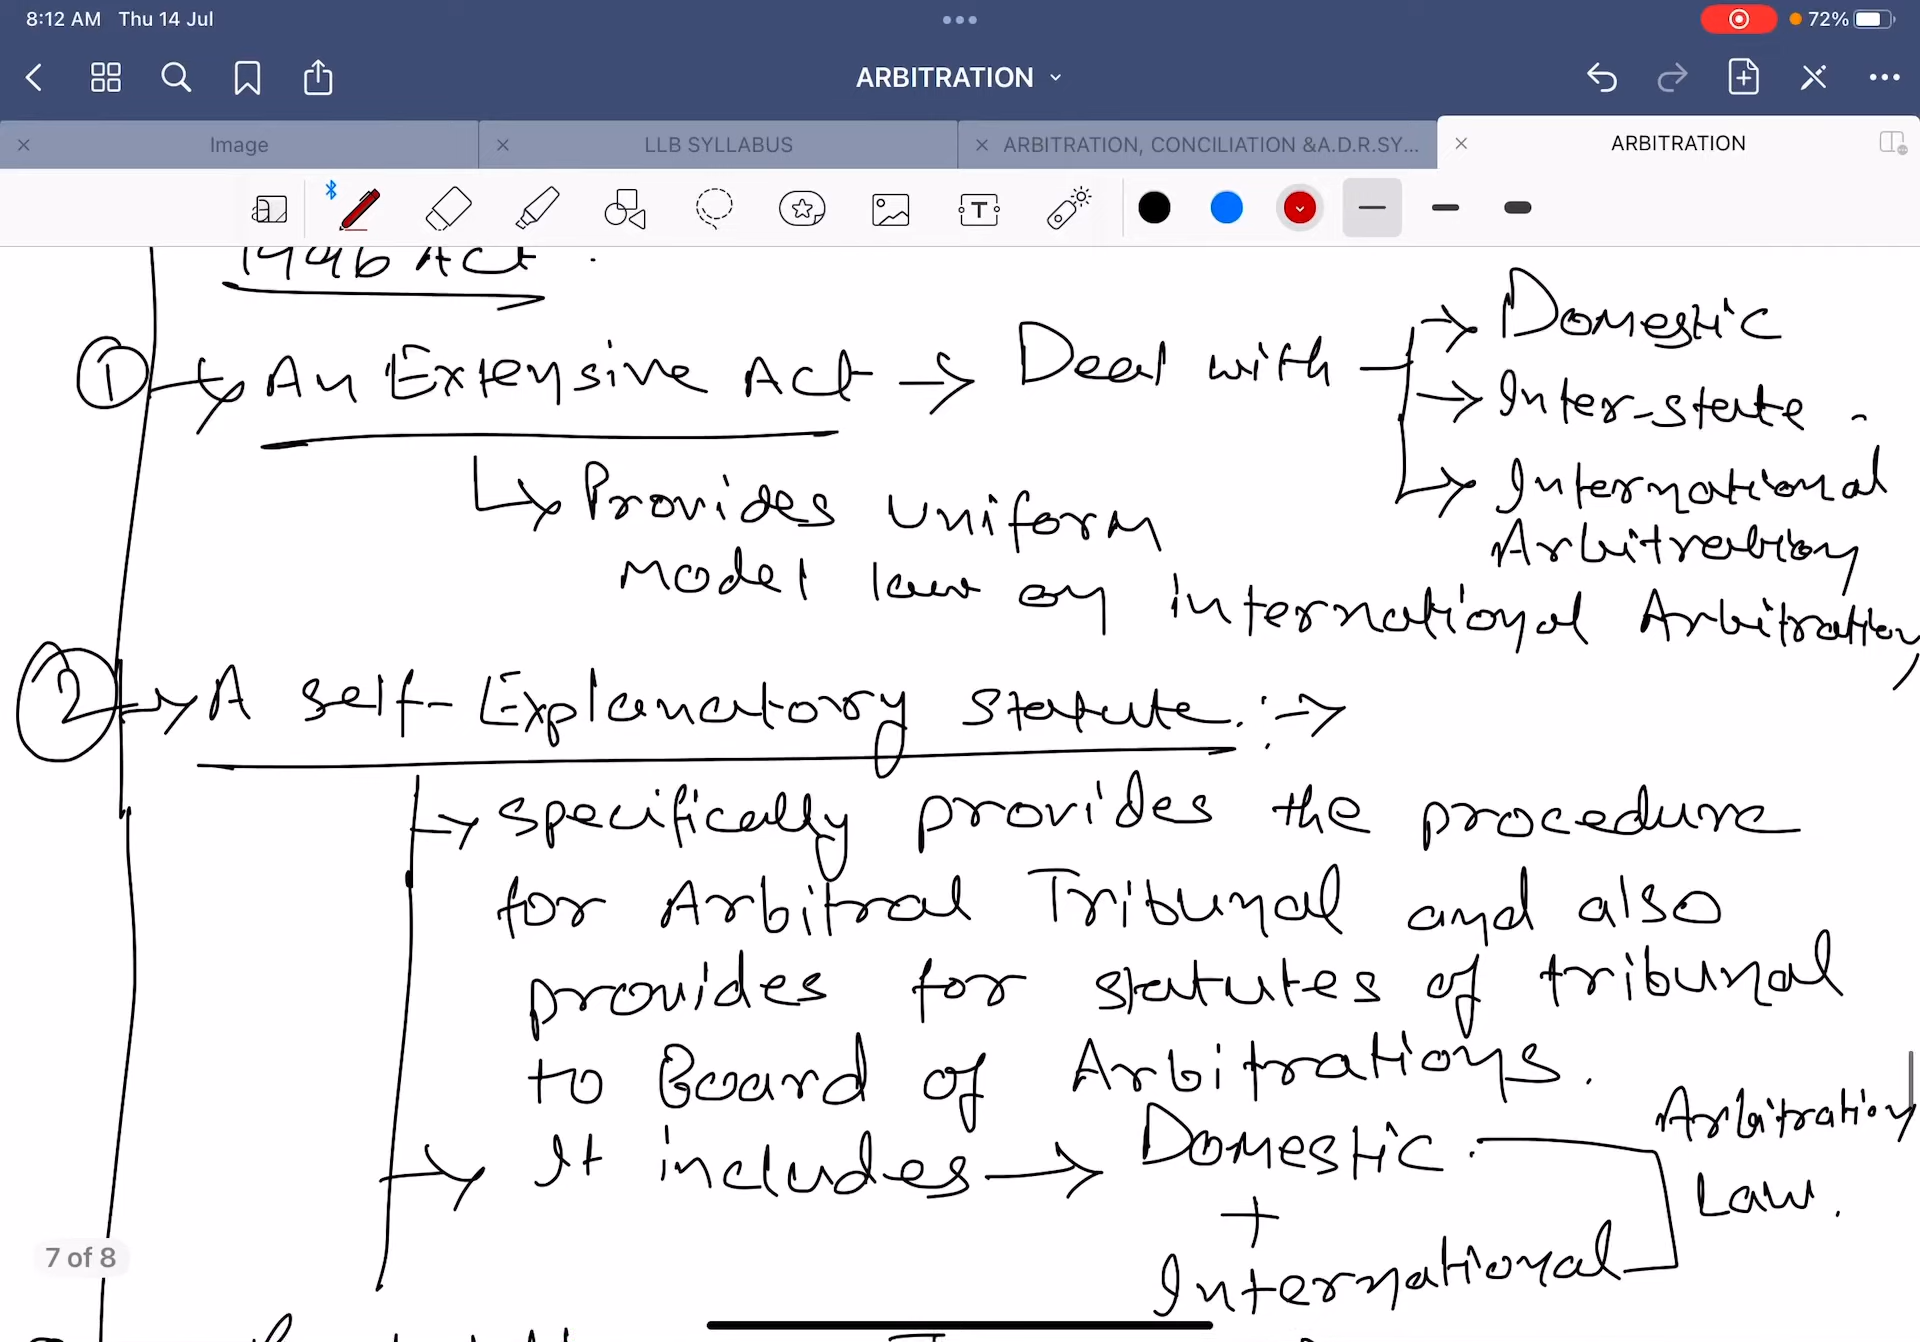 8:12 AM Thu 14 Jul
72%
ARBITRATION
Image
LLB SYLLABUS
ARBITRATION, CONCILIATION &A.D.R.SY...
ARBITRATION
1996 Act.
① An Extensive Act → Deal with → Domestic
→ Inter-state.
→ International
Arbitration
↳ Provides uniform
Model law on international Arbitration
② → A self-Explanatory statute :→
→ specifically provides the procedure
for Arbitral Tribunal and also
provides for statutes of tribunal
to Board of Arbitrations.
→ It includes → Domestic
+
International
Arbitration
Law.
7 of 8